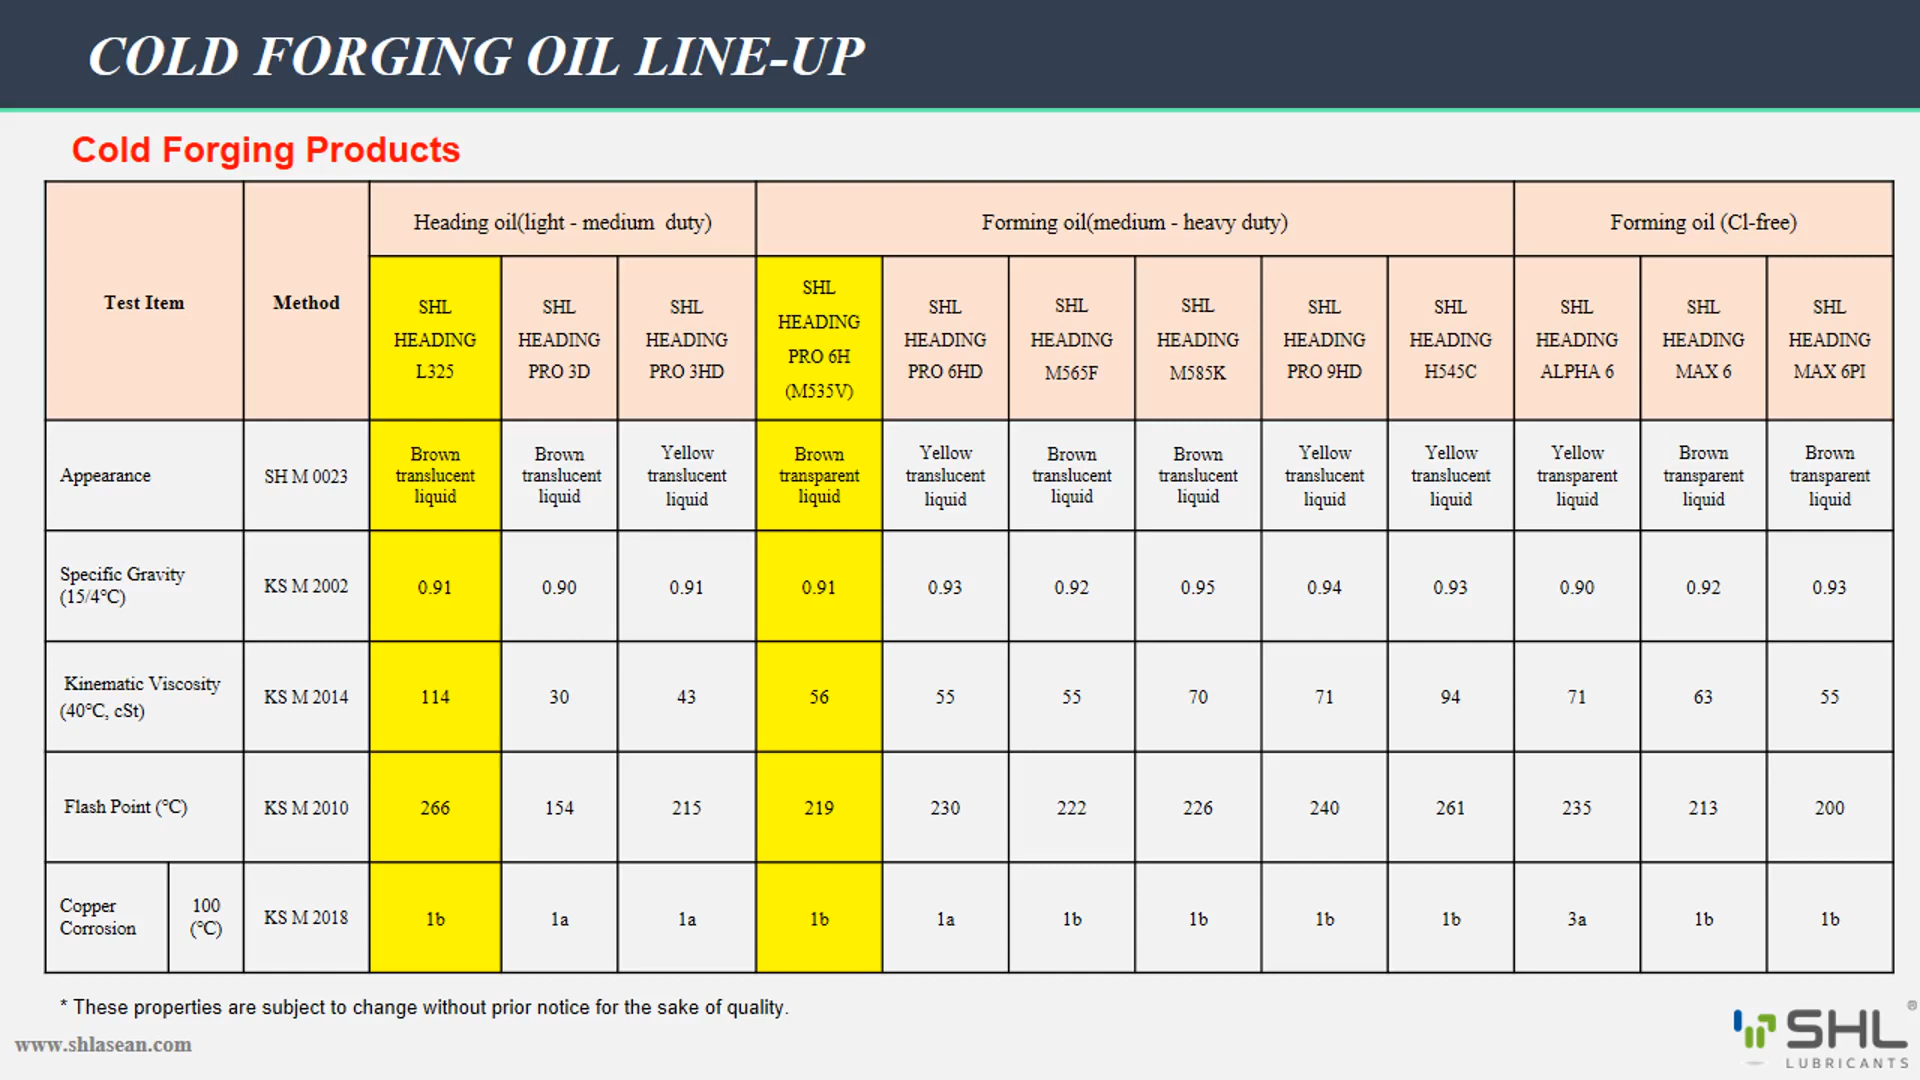 COLD FORGING OIL LINE-UP
Cold Forging Products
Test Item
Method
Heading oil(light - medium  duty)
Forming oil(medium - heavy duty)
Forming oil (Cl-free)
SHL
HEADING
L325
SHL
HEADING
PRO 3D
SHL
HEADING
PRO 3HD
SHL
HEADING
PRO 6H
(M535V)
SHL
HEADING
PRO 6HD
SHL
HEADING
M565F
SHL
HEADING
M585K
SHL
HEADING
PRO 9HD
SHL
HEADING
H545C
SHL
HEADING
ALPHA 6
SHL
HEADING
MAX 6
SHL
HEADING
MAX 6PI
Appearance
SH M 0023
Brown
translucent
liquid
Brown
translucent
liquid
Yellow
translucent
liquid
Brown
transparent
liquid
Yellow
translucent
liquid
Brown
translucent
liquid
Brown
translucent
liquid
Yellow
translucent
liquid
Yellow
translucent
liquid
Yellow
transparent
liquid
Brown
transparent
liquid
Brown
transparent
liquid
Specific Gravity
(15/4℃)
KS M 2002
0.91
0.90
0.91
0.91
0.93
0.92
0.95
0.94
0.93
0.90
0.92
0.93
Kinematic Viscosity
(40℃, cSt)
KS M 2014
114
30
43
56
55
55
70
71
94
71
63
55
Flash Point (℃)
KS M 2010
266
154
215
219
230
222
226
240
261
235
213
200
Copper
Corrosion
100
(℃)
KS M 2018
1b
1a
1a
1b
1a
1b
1b
1b
1b
3a
1b
1b
* These properties are subject to change without prior notice for the sake of quality.
www.shlasean.com
SHL®
LUBRICANTS